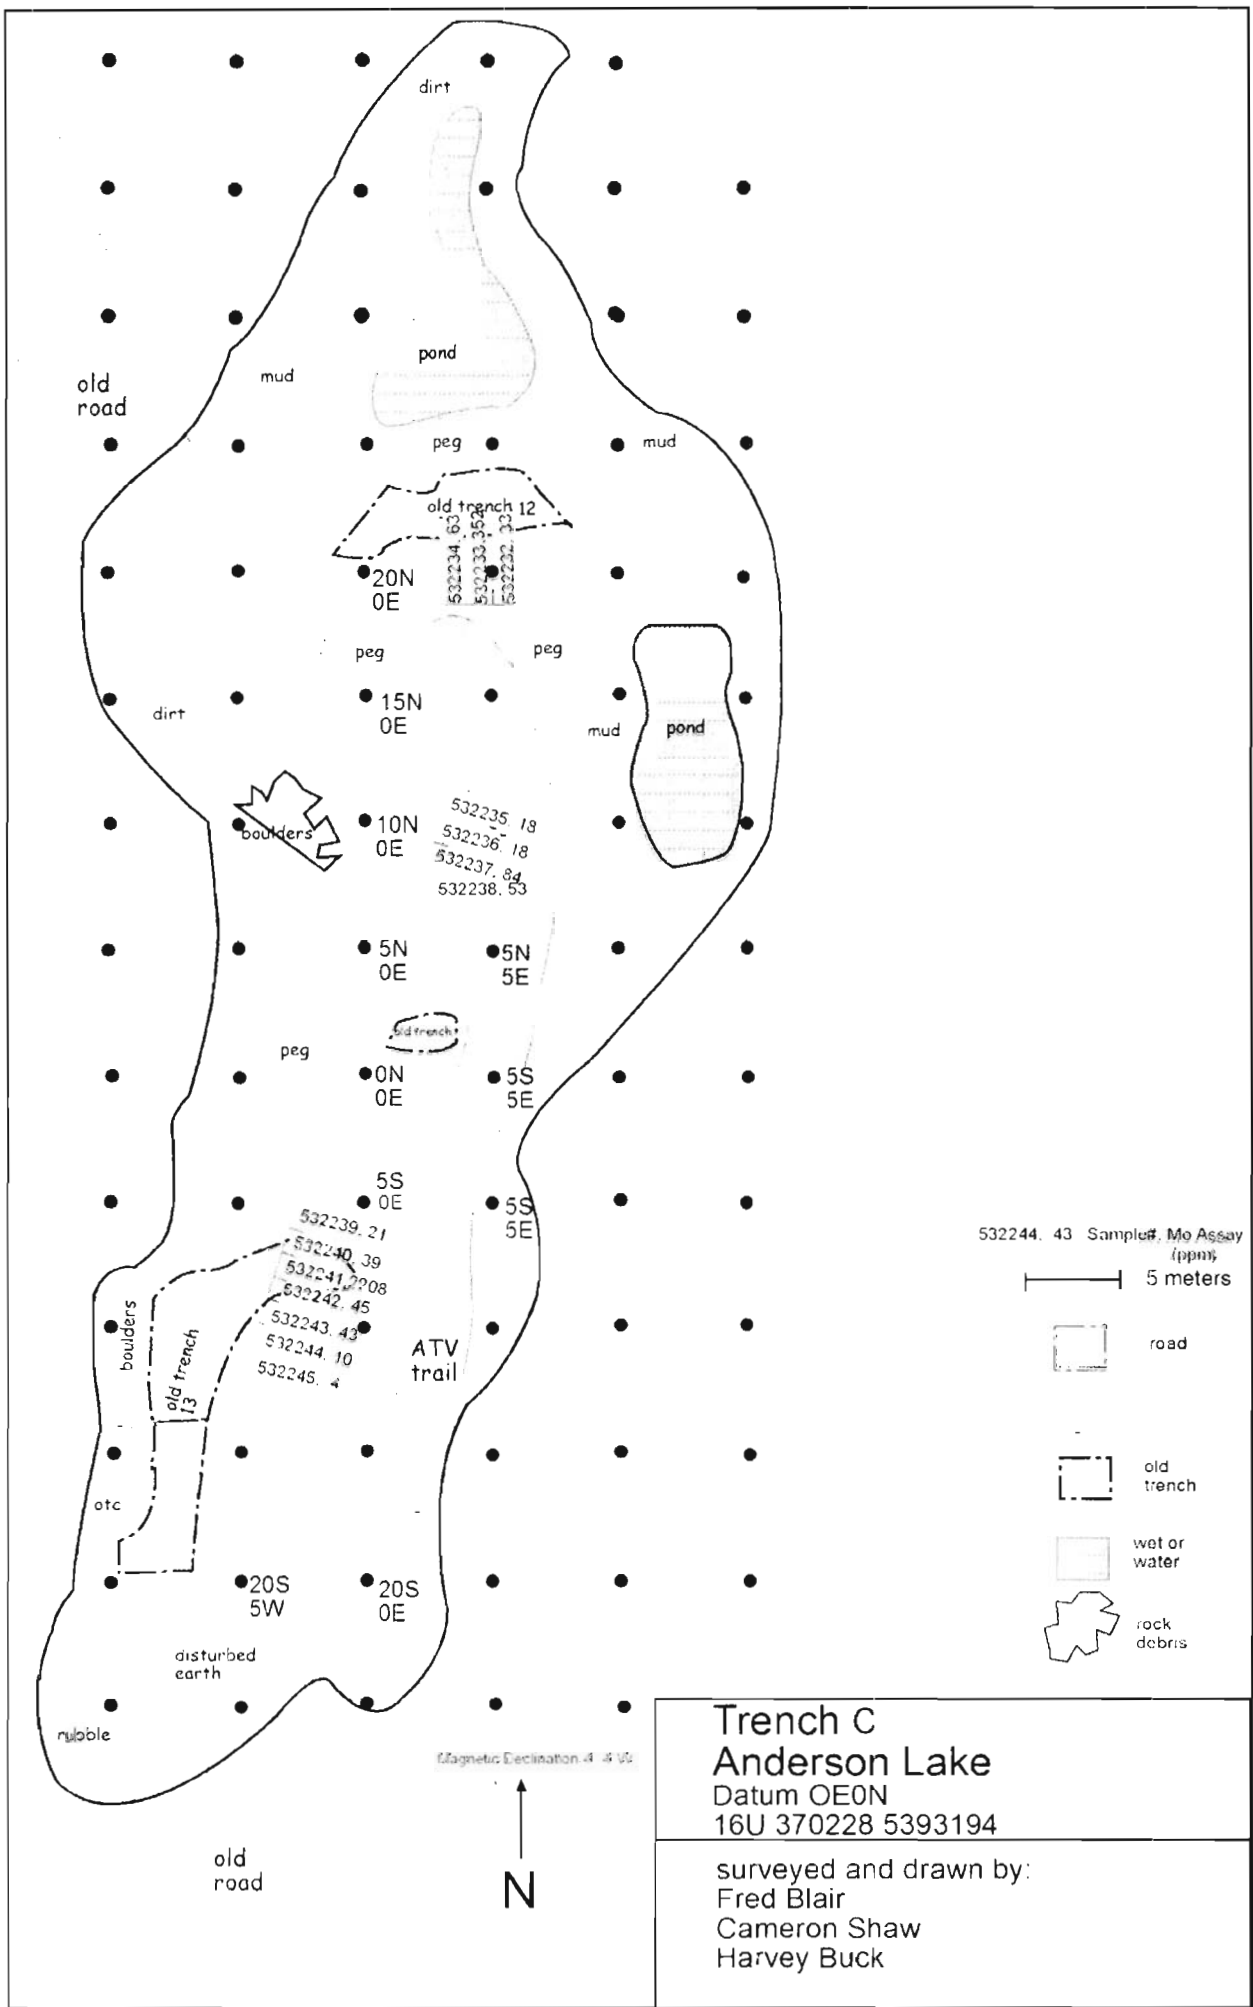 dirt
pond
mud
old
road
peg
mud
old trench 12
532234. 63
532233.352
532232. 33
20N
0E
peg
peg
15N
0E
dirt
mud
pond
boulders
10N
0E
532235. 18
532236. 18
532237. 84
532238. 53
5N
0E
5N
5E
old trench
peg
0N
0E
5S
5E
5S
0E
5S
5E
532239. 21
532240. 39
532241.2208
532242. 45
532243. 43
532244. 10
532245. 4
boulders
old trench
13
ATV
trail
otc
20S
5W
20S
0E
disturbed
earth
rubble
old
road
532244. 43 Sample#. Mo Assay
(ppm)
5 meters
road
old
trench
wet or
water
rock
debris
Magnetic Declination 4 4 W
N
Trench C
Anderson Lake
Datum OE0N
16U 370228 5393194
surveyed and drawn by:
Fred Blair
Cameron Shaw
Harvey Buck